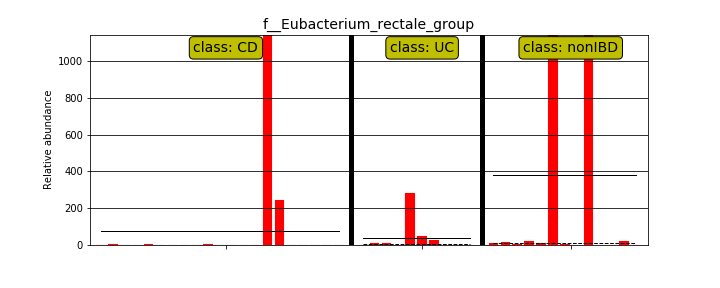 f__Eubacterium_rectale_group
class: CD
class: UC
class: nonIBD
Relative abundance
1000
800
600
400
200
0